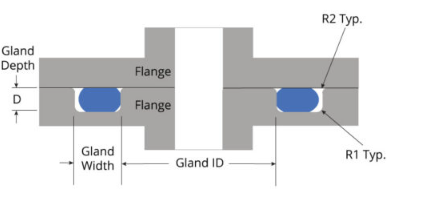 R2 Typ.
Gland
Depth
Flange
D
Flange
Gland
Width
Gland ID
R1 Typ.